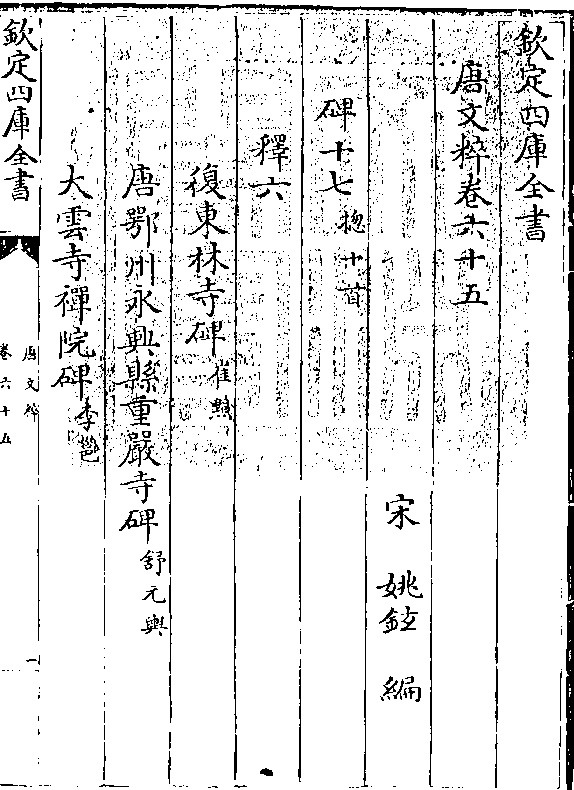 欽定四庫全書
唐文粹卷六十五
宋 姚鉉 編
碑十七 揔十首
釋六
復東林寺碑 崔黯
唐鄂州永興縣重嚴寺碑 舒元輿
大雲寺禪院碑 李邕
欽定四庫全書
唐文粹
卷六十五
一